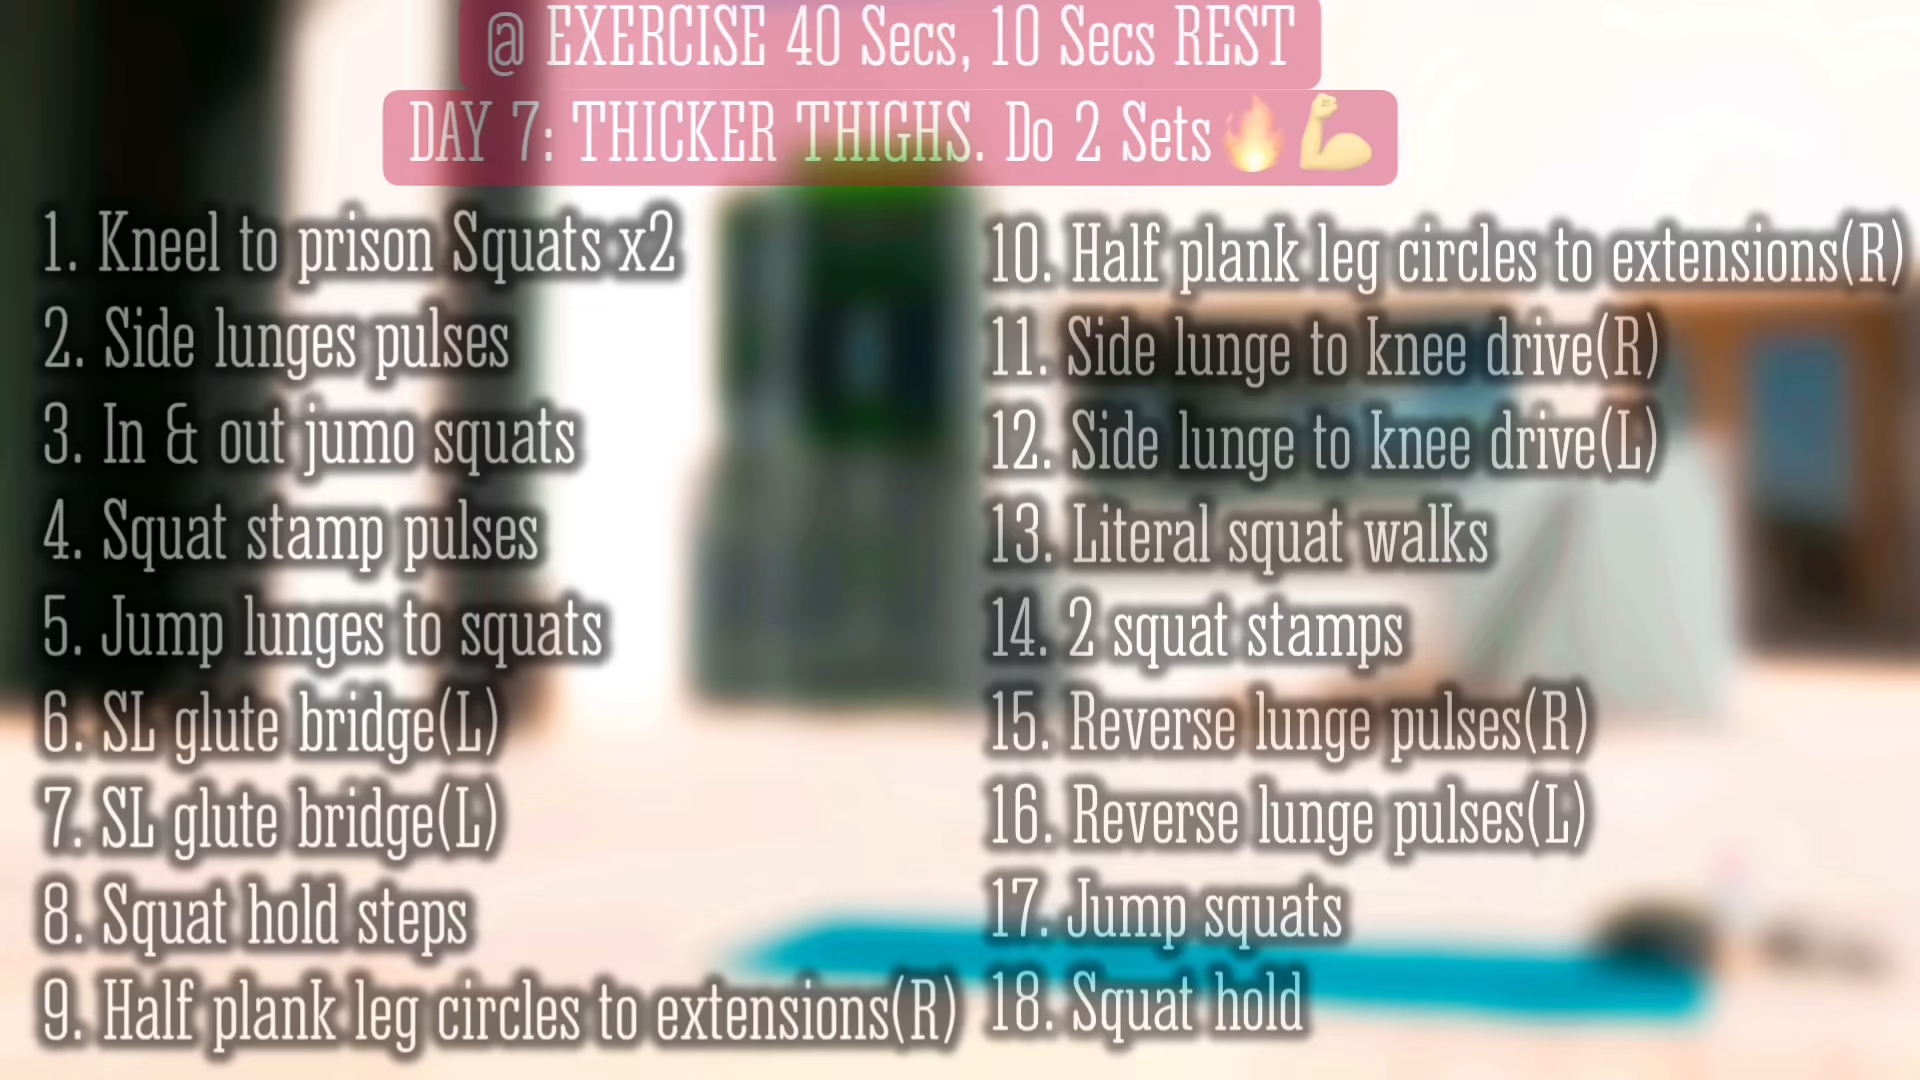 @ EXERCISE 40 Secs, 10 Secs REST
DAY 7: THICKER THIGHS. Do 2 Sets🔥💪
1. Kneel to prison Squats x2
2. Side lunges pulses
3. In & out jumo squats
4. Squat stamp pulses
5. Jump lunges to squats
6. SL glute bridge(L)
7. SL glute bridge(L)
8. Squat hold steps
9. Half plank leg circles to extensions(R)
10. Half plank leg circles to extensions(R)
11. Side lunge to knee drive(R)
12. Side lunge to knee drive(L)
13. Literal squat walks
14. 2 squat stamps
15. Reverse lunge pulses(R)
16. Reverse lunge pulses(L)
17. Jump squats
18. Squat hold